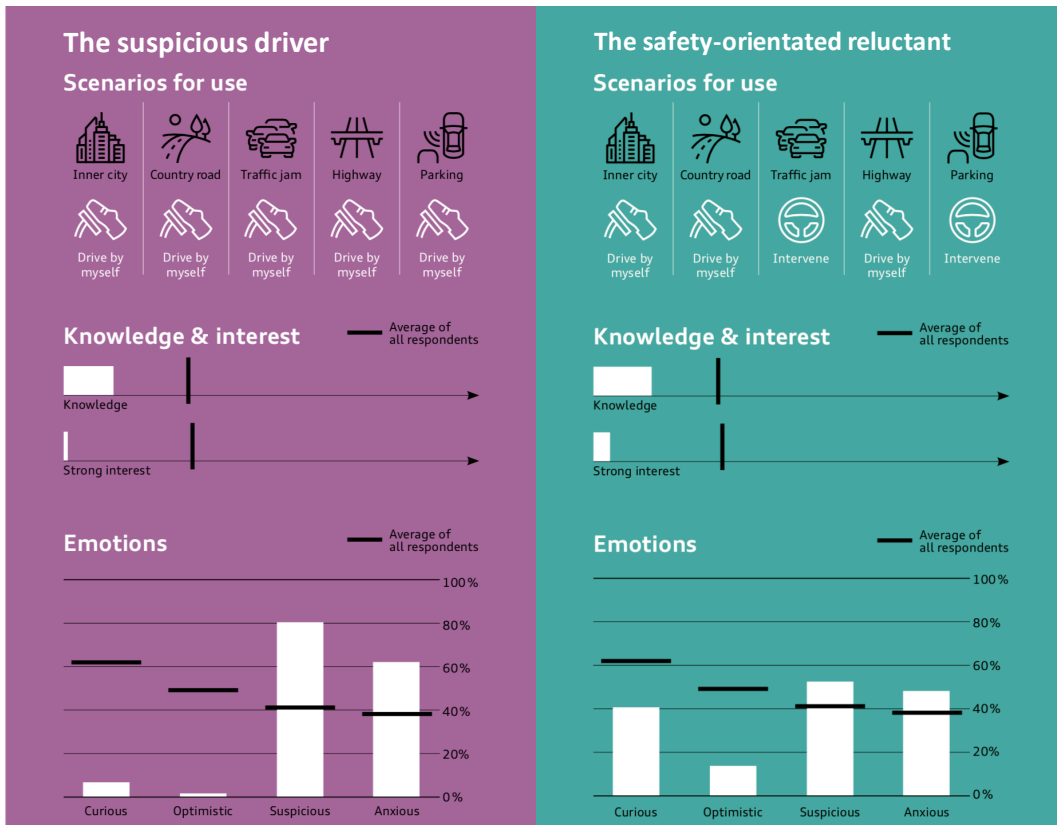 The suspicious driver
Scenarios for use
Inner city
Country road
Traffic jam
Highway
Parking
Drive by
myself
Drive by
myself
Drive by
myself
Drive by
myself
Drive by
myself
Knowledge & interest
Average of
all respondents
Knowledge
Strong interest
Emotions
Average of
all respondents
100%
80%
60%
40%
20%
0%
Curious
Optimistic
Suspicious
Anxious
The safety-orientated reluctant
Scenarios for use
Inner city
Country road
Traffic jam
Highway
Parking
Drive by
myself
Drive by
myself
Intervene
Drive by
myself
Intervene
Knowledge & interest
Average of
all respondents
Knowledge
Strong interest
Emotions
Average of
all respondents
100%
80%
60%
40%
20%
0%
Curious
Optimistic
Suspicious
Anxious